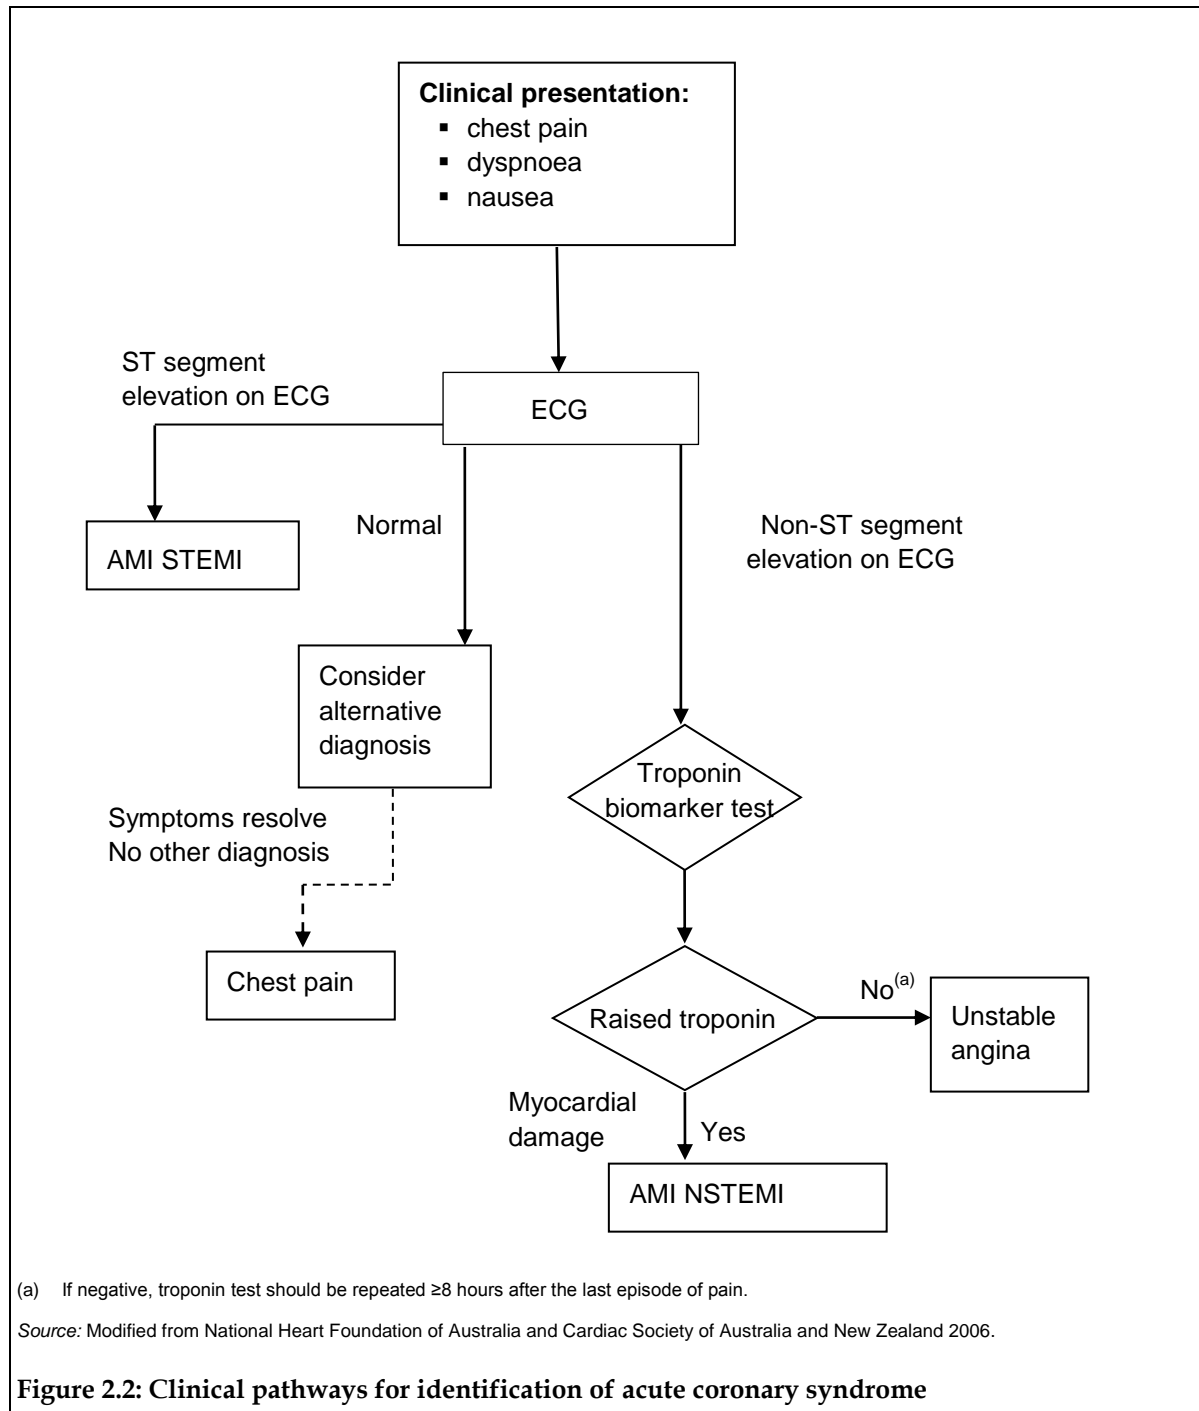 Clinical presentation:
▪ chest pain
▪ dyspnoea
▪ nausea
ST segment
elevation on ECG
ECG
AMI STEMI
Normal
Non-ST segment
elevation on ECG
Consider
alternative
diagnosis
Troponin
biomarker test
Symptoms resolve
No other diagnosis
Chest pain
Raised troponin
No(a)
Unstable
angina
Myocardial
damage
Yes
AMI NSTEMI
(a) If negative, troponin test should be repeated ≥8 hours after the last episode of pain.
Source: Modified from National Heart Foundation of Australia and Cardiac Society of Australia and New Zealand 2006.
Figure 2.2: Clinical pathways for identification of acute coronary syndrome